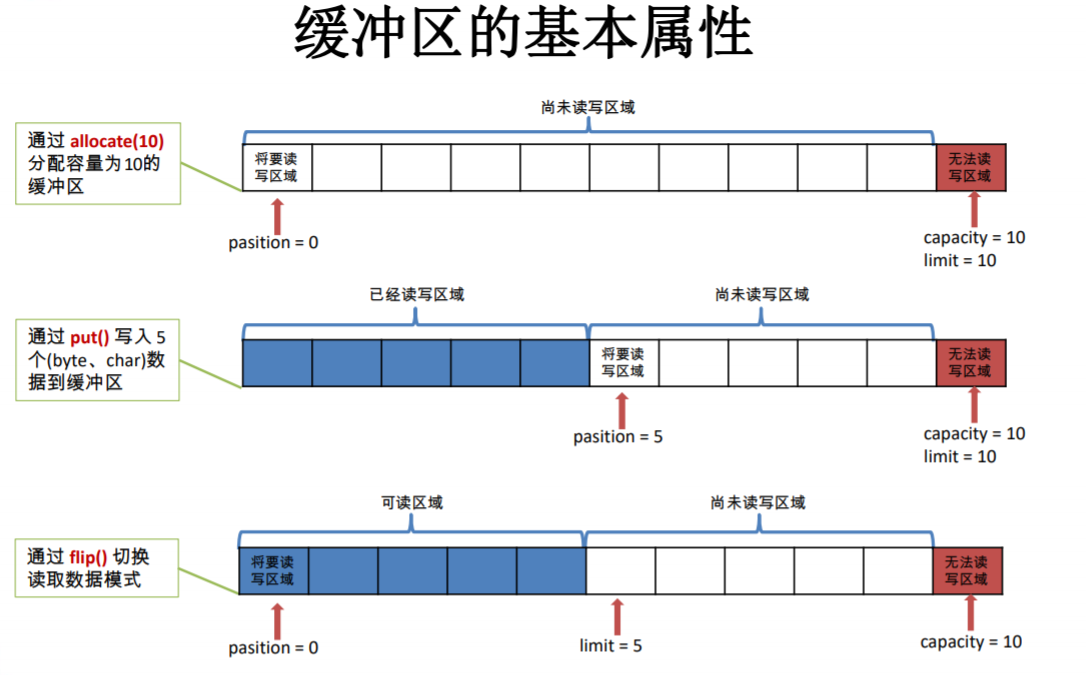 缓冲区的基本属性
尚未读写区域
通过 allocate(10)
分配容量为10的
缓冲区
将要读
写区域
无法读
写区域
pasition = 0
capacity = 10
limit = 10
已经读写区域
尚未读写区域
通过 put() 写入 5
个(byte、char)数
据到缓冲区
将要读
写区域
无法读
写区域
pasition = 5
capacity = 10
limit = 10
可读区域
尚未读写区域
通过 flip() 切换
读取数据模式
将要读
写区域
无法读
写区域
pasition = 0
limit = 5
capacity = 10